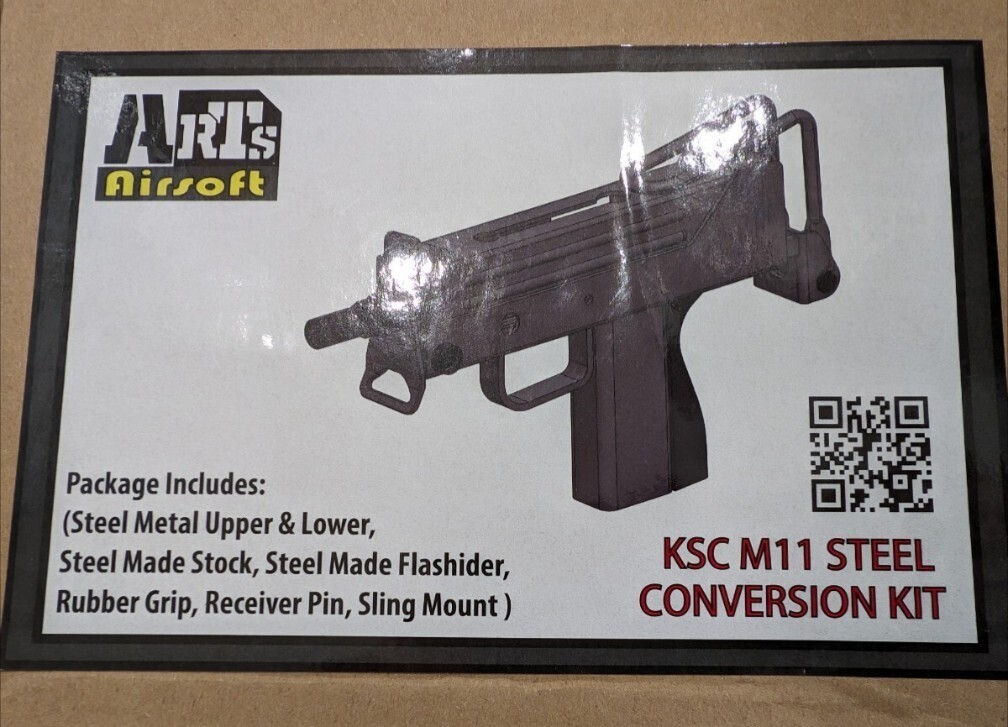 ARTs
Airsoft
Package Includes:
(Steel Metal Upper & Lower,
Steel Made Stock, Steel Made Flashider,
Rubber Grip, Receiver Pin, Sling Mount )
KSC M11 STEEL
CONVERSION KIT